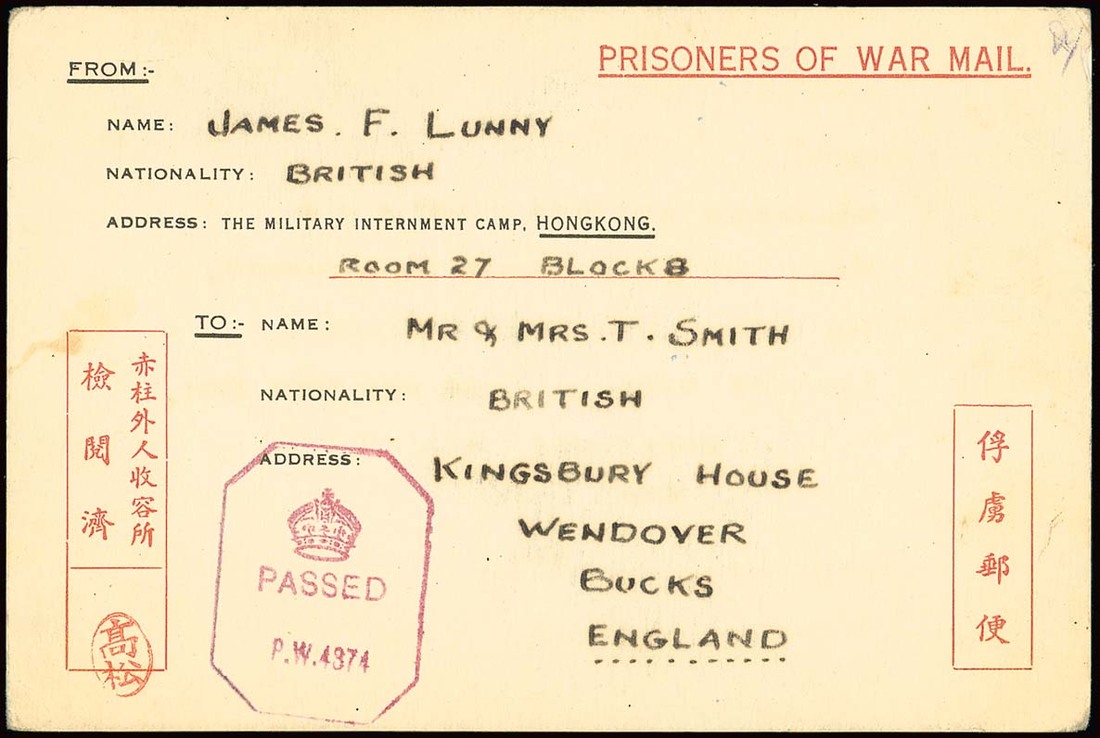 PRISONERS OF WAR MAIL.
FROM:-
NAME: JAMES. F. LUNNY
NATIONALITY: BRITISH
ADDRESS: THE MILITARY INTERNMENT CAMP, HONGKONG.
ROOM 27 BLOCK8
TO:- NAME: MR & MRS. T. SMITH
NATIONALITY: BRITISH
ADDRESS: KINGSBURY HOUSE
WENDOVER
BUCKS
ENGLAND
赤柱外人收容所
檢閱濟
高松
PASSED
P.W.4374
俘虜郵便